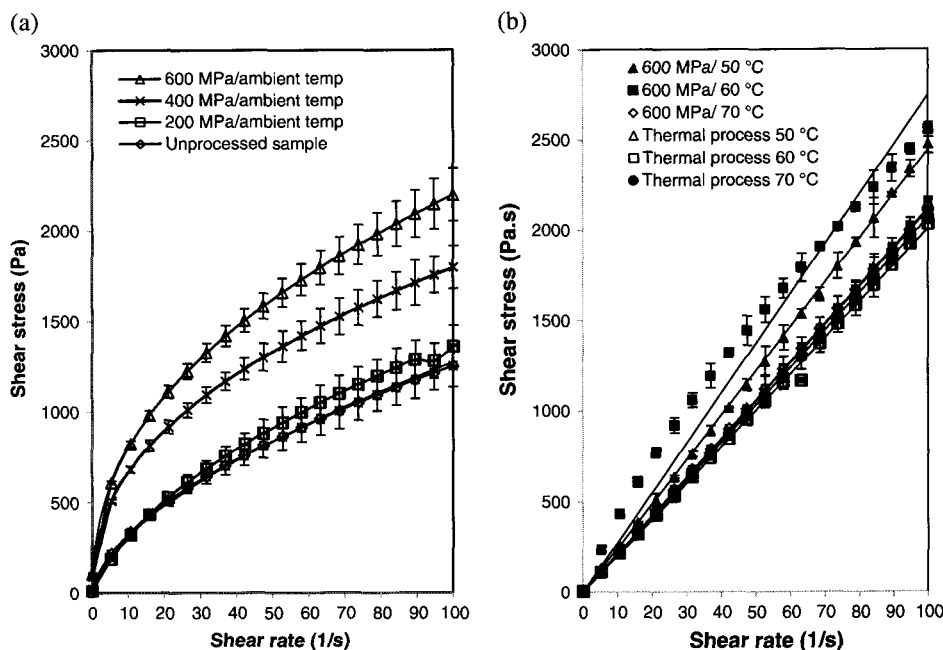 (a)
3000
2500
2000
1500
1000
500
0
Shear stress (Pa)
600 MPa/ambient temp
400 MPa/ambient temp
200 MPa/ambient temp
Unprocessed sample
0 10 20 30 40 50 60 70 80 90 100
Shear rate (1/s)
(b)
3000
2500
2000
1500
1000
500
0
Shear stress (Pa.s)
600 MPa/ 50 °C
600 MPa/ 60 °C
600 MPa/ 70 °C
Thermal process 50 °C
Thermal process 60 °C
Thermal process 70 °C
0 10 20 30 40 50 60 70 80 90 100
Shear rate (1/s)